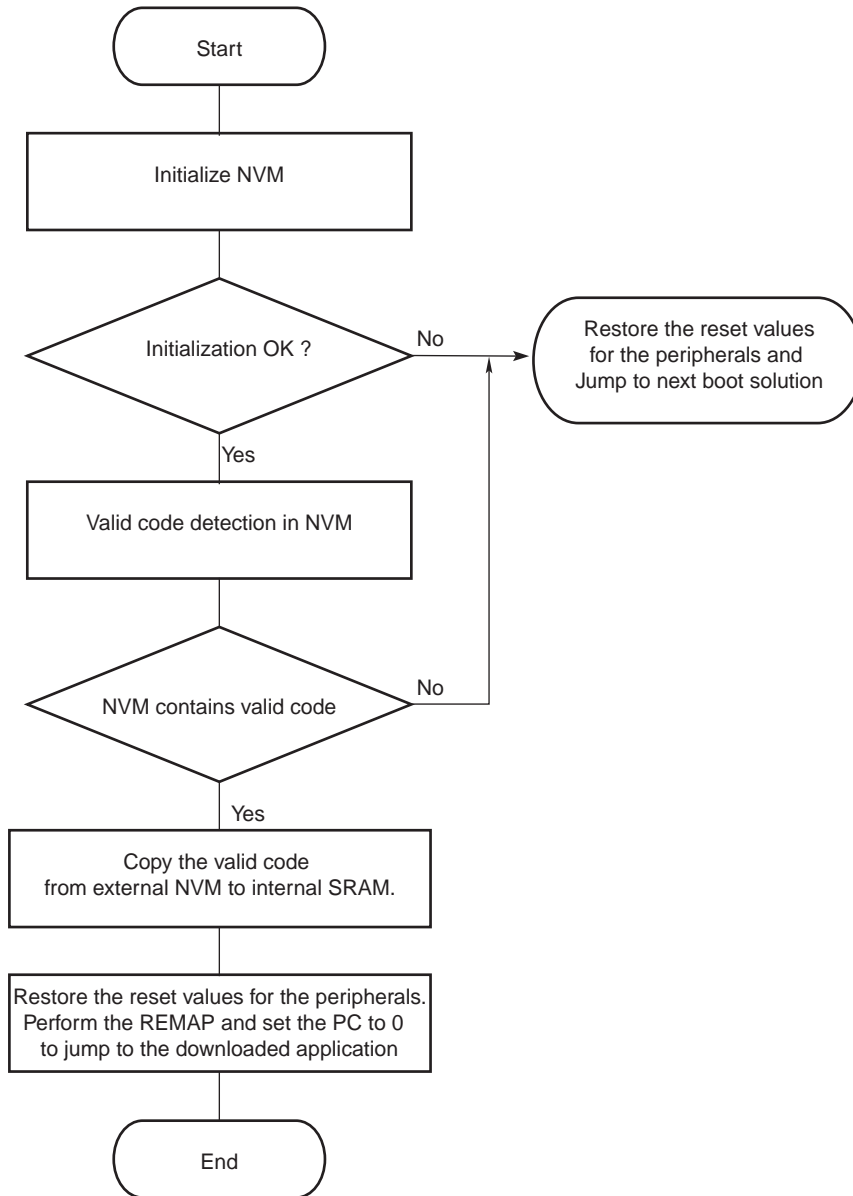 Start
Initialize NVM
Initialization OK ?
No
Restore the reset values
for the peripherals and
Jump to next boot solution
Yes
Valid code detection in NVM
NVM contains valid code
No
Yes
Copy the valid code
from external NVM to internal SRAM.
Restore the reset values for the peripherals.
Perform the REMAP and set the PC to 0
to jump to the downloaded application
End